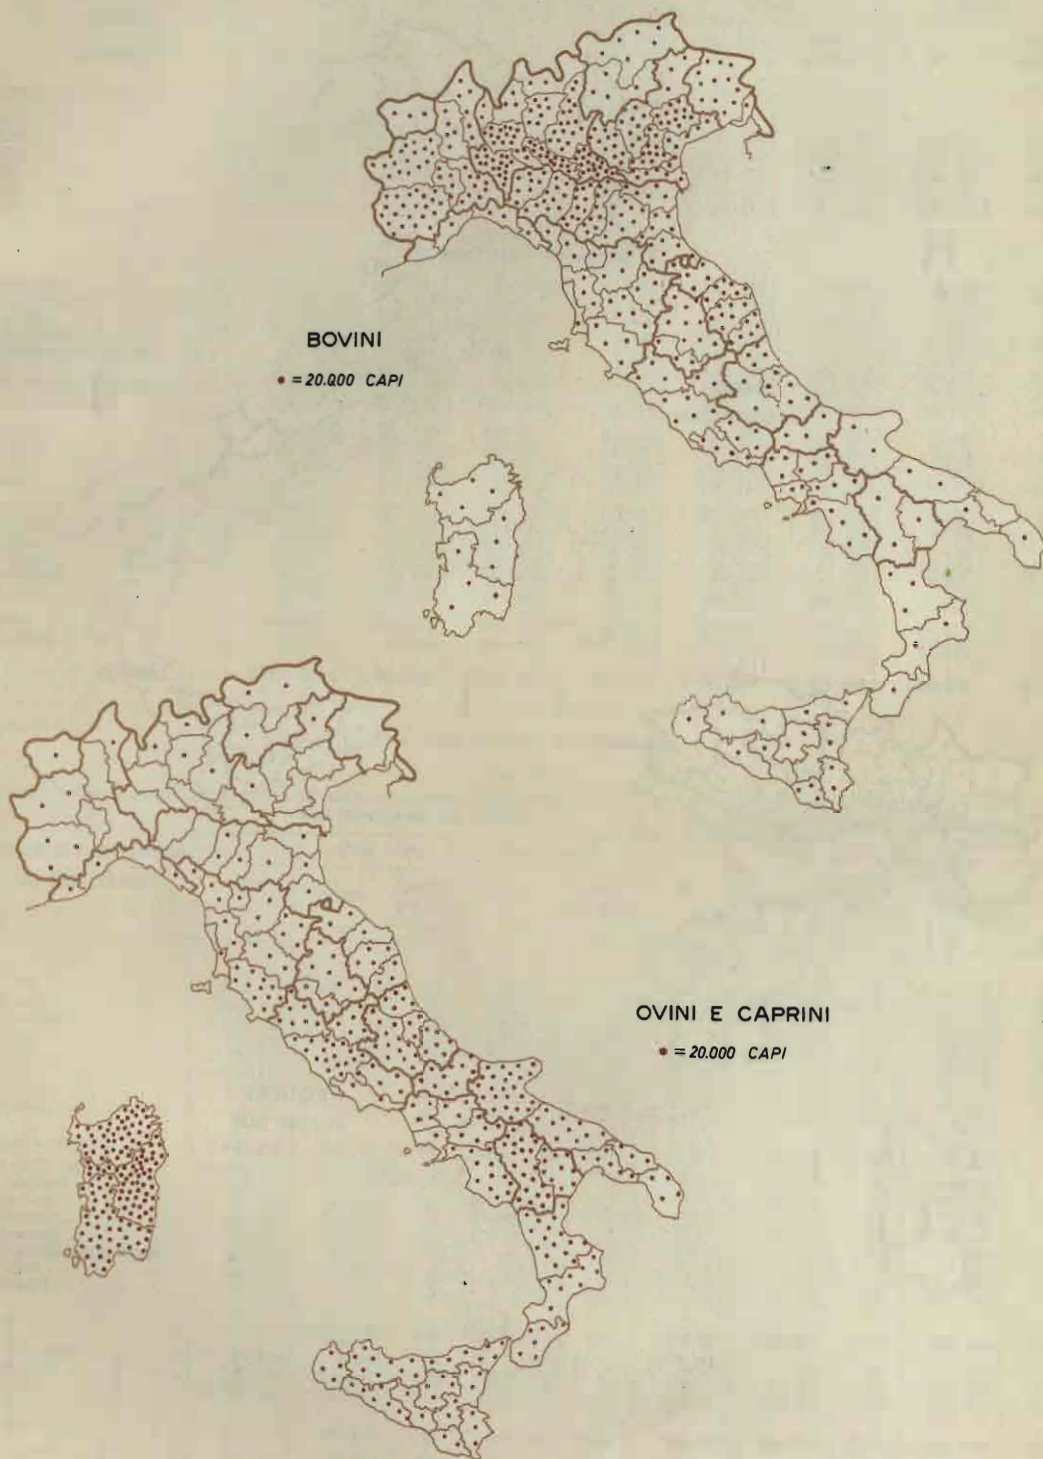 BOVINI
• = 20.000 CAPI
OVINI E CAPRINI
• = 20.000 CAPI